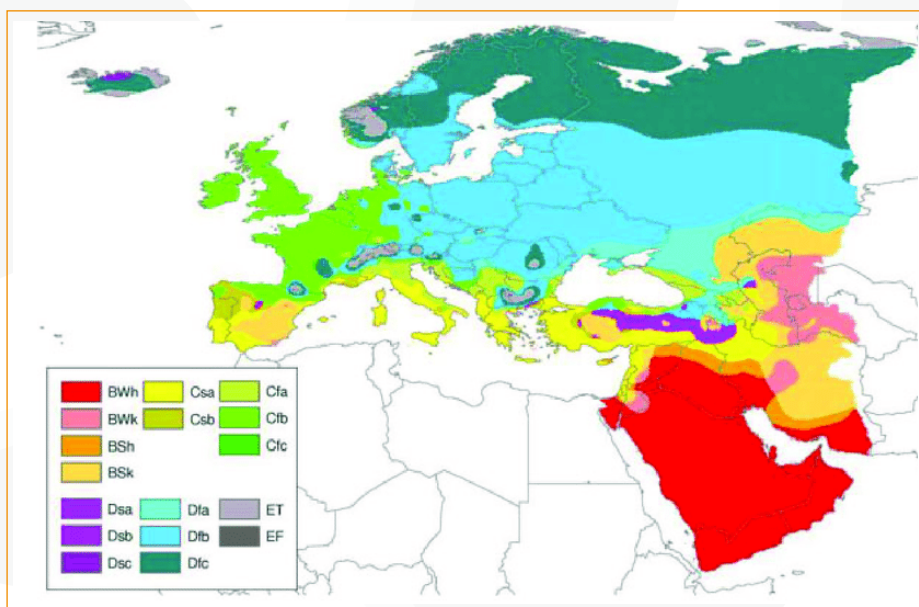 BWh Csa Cfa
BWk Csb Cfb
BSh Cfc
BSk
Dsa Dfa ET
Dsb Dfb EF
Dsc Dfc